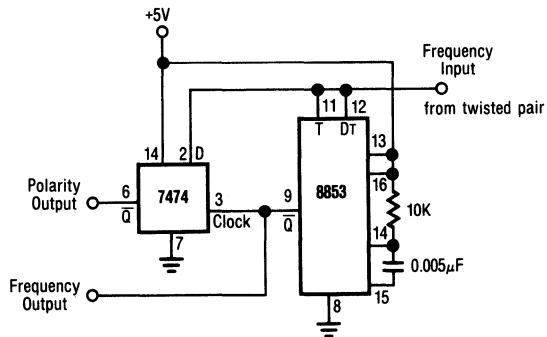 +5V
Frequency
Input
from twisted pair
11 12
T DT
13
14 2 D
16
Polarity
Output
6
7474
3
9
8853
10K
Q
Clock
Q
14
7
0.005µF
Frequency
Output
15
8